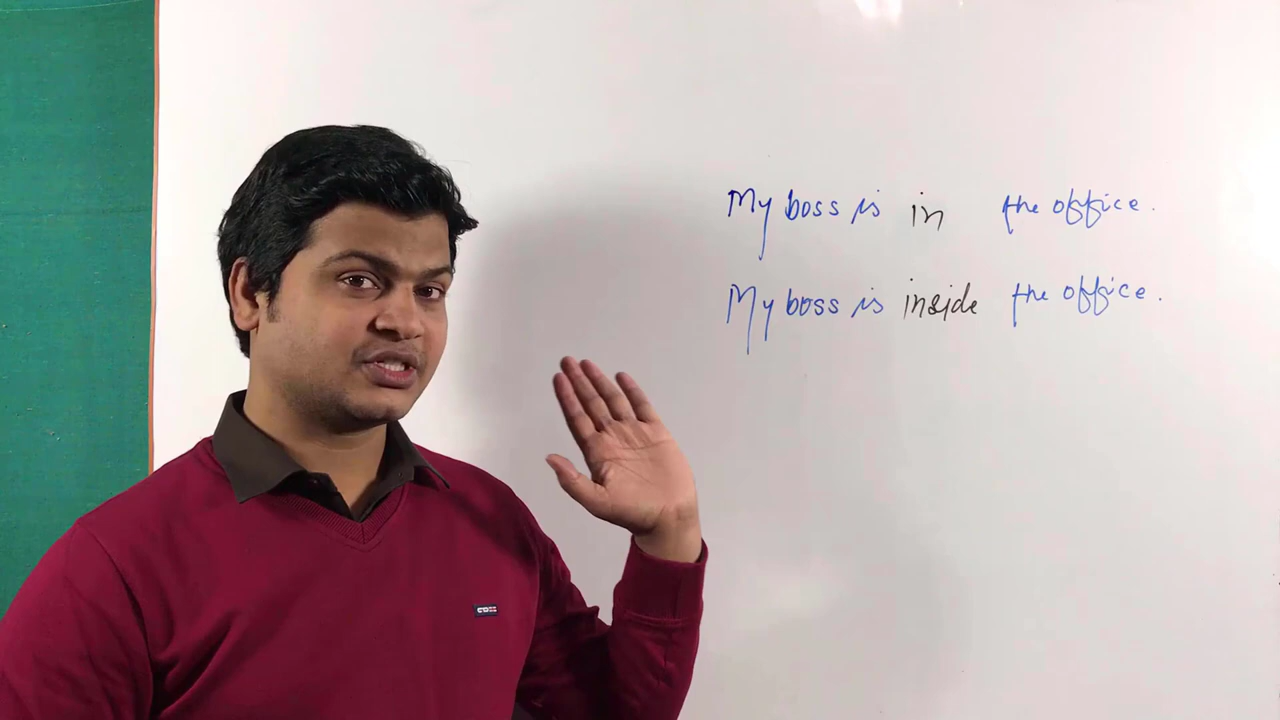 My boss is in the office.
My boss is inside the office.